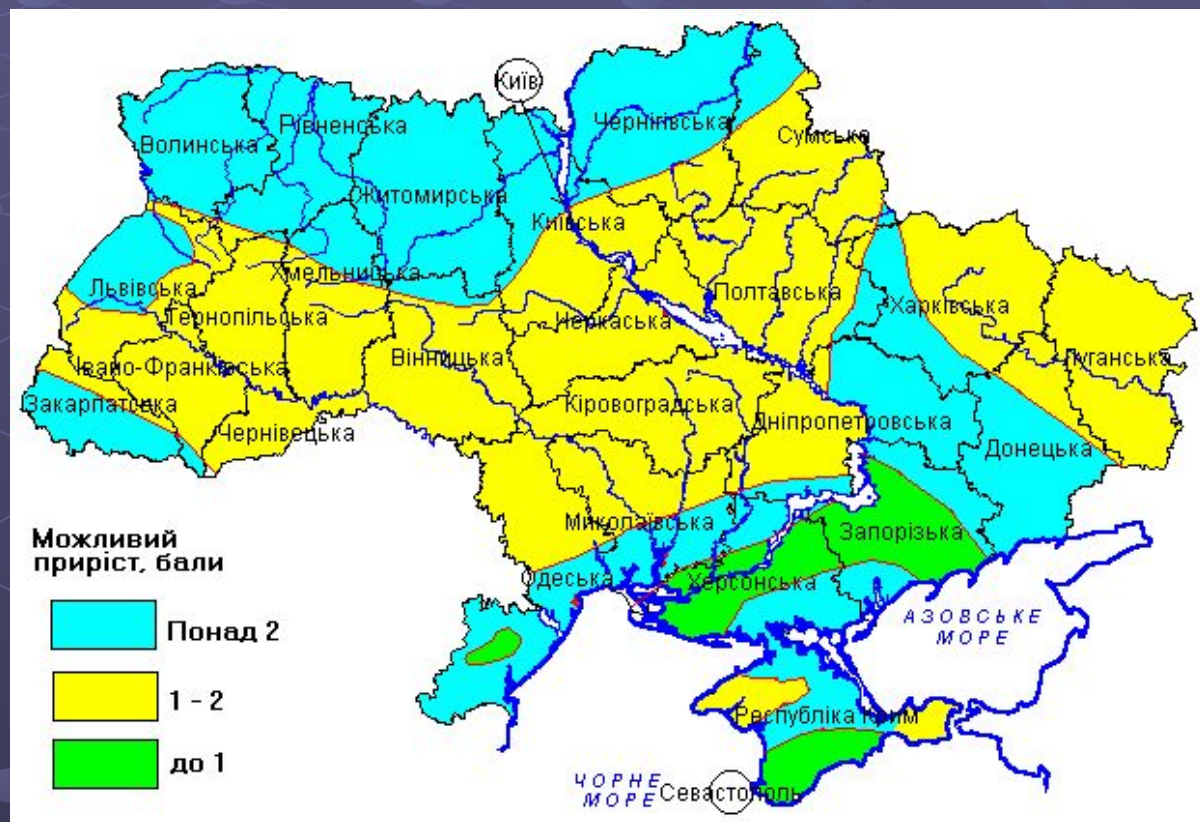 Київ
Волинська
Рівненська
Житомирська
Чернігівська
Сумська
Київська
Львівська
Хмельницька
Тернопільська
Івано-Франківська
Закарпатська
Чернівецька
Вінницька
Черкаська
Полтавська
Харківська
Луганська
Кіровоградська
Дніпропетровська
Донецька
Миколаївська
Запорізька
Одеська
Херсонська
АЗОВСЬКЕ
МОРЕ
Республіка Крим
ЧОРНЕ
МОРЕ
Севастополь
Можливий
приріст, бали
Понад 2
1 - 2
до 1